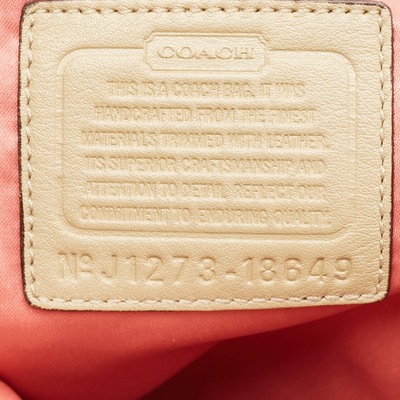 COACH
THIS IS A COACH BAG. IT WAS
HANDCRAFTED FROM THE FINEST
MATERIALS TRIMMED WITH LEATHER.
ITS SUPERIOR CRAFTSMANSHIP AND
ATTENTION TO DETAIL REFLECT OUR
COMMITMENT TO ENDURING QUALITY.
No J1273-18649